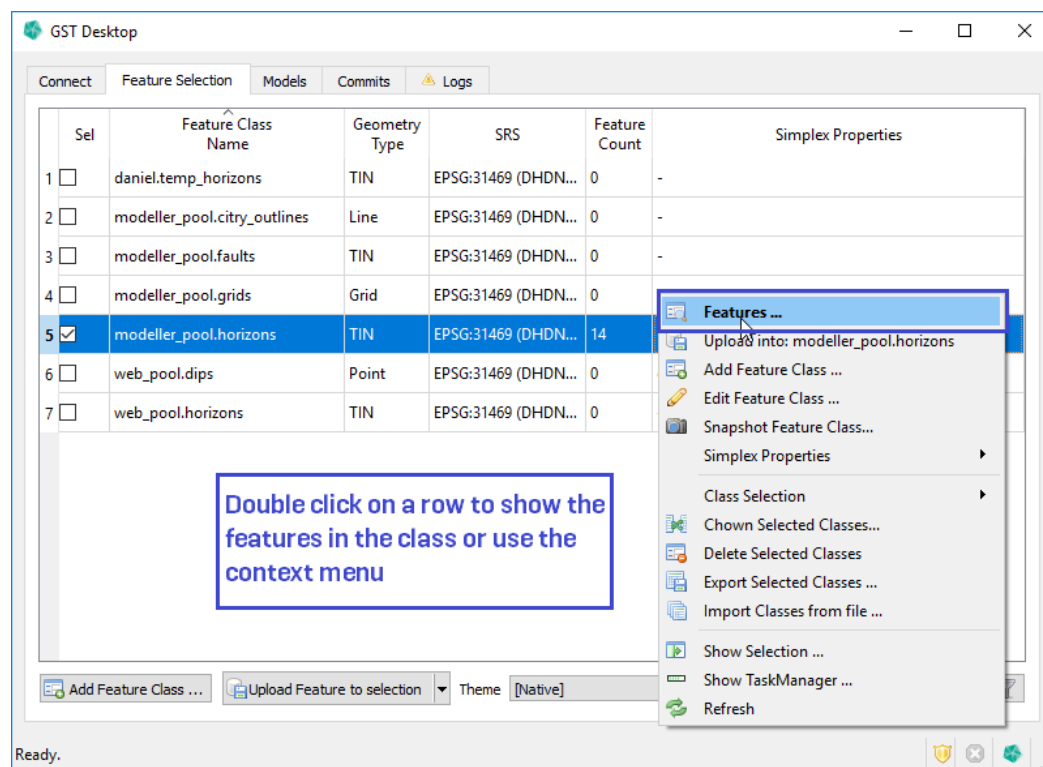 GST Desktop
Connect Feature Selection Models Commits Logs
Sel Feature Class Name Geometry Type SRS Feature Count Simplex Properties
1 daniel.temp_horizons TIN EPSG:31469 (DHDN... 0 -
2 modeller_pool.citry_outlines Line EPSG:31469 (DHDN... 0 -
3 modeller_pool.faults TIN EPSG:31469 (DHDN... 0 -
4 modeller_pool.grids Grid EPSG:31469 (DHDN... 0
5 modeller_pool.horizons TIN EPSG:31469 (DHDN... 14
6 web_pool.dips Point EPSG:31469 (DHDN... 0
7 web_pool.horizons TIN EPSG:31469 (DHDN... 0
Features ...
Upload into: modeller_pool.horizons
Add Feature Class ...
Edit Feature Class ...
Snapshot Feature Class...
Simplex Properties
Class Selection
Chown Selected Classes...
Delete Selected Classes
Export Selected Classes ...
Import Classes from file ...
Show Selection ...
Show TaskManager ...
Refresh
Double click on a row to show the
features in the class or use the
context menu
Add Feature Class ... Upload Feature to selection Theme [Native]
Ready.